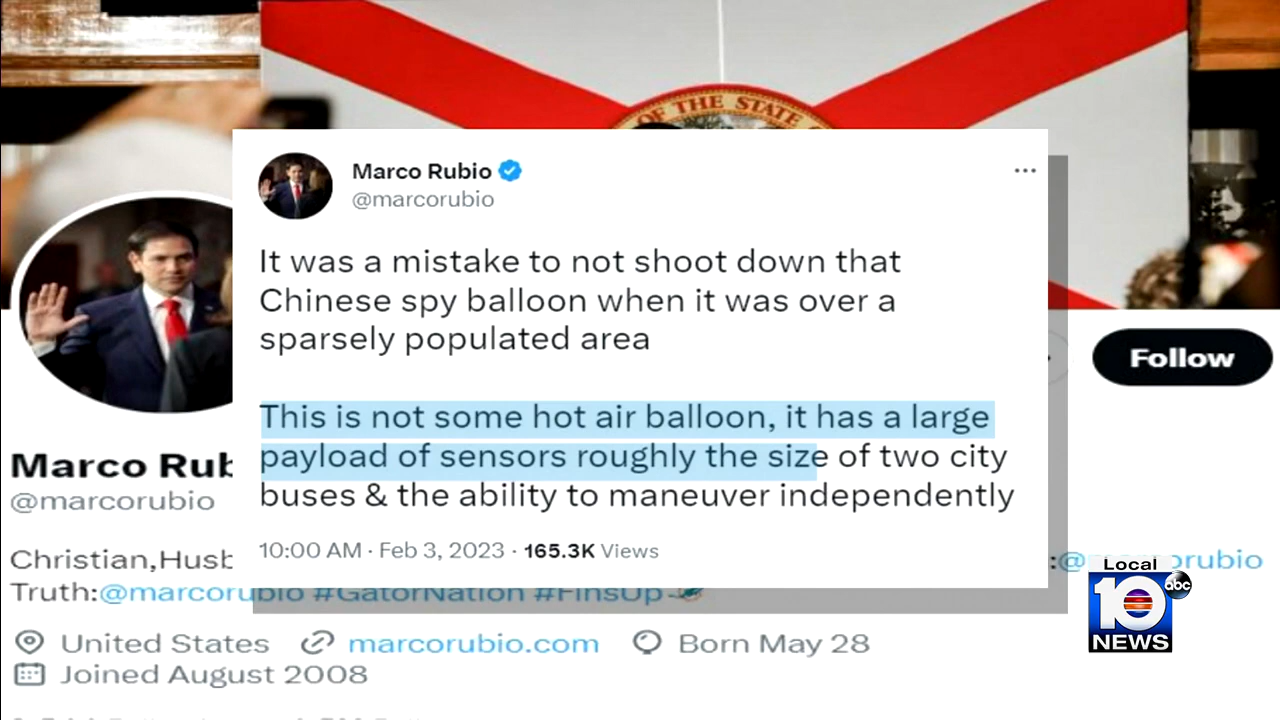 OF THE STATE
Marco Rubio
@marcorubio
It was a mistake to not shoot down that
Chinese spy balloon when it was over a
sparsely populated area
This is not some hot air balloon, it has a large
payload of sensors roughly the size of two city
buses & the ability to maneuver independently
10:00 AM · Feb 3, 2023 · 165.3K Views
Follow
Marco Rub
@marcorubio
Christian,Husb
Truth:@marcorubio #GatorNation #FinsUp
United States marcorubio.com Born May 28
Joined August 2008
Local
10
abc
NEWS